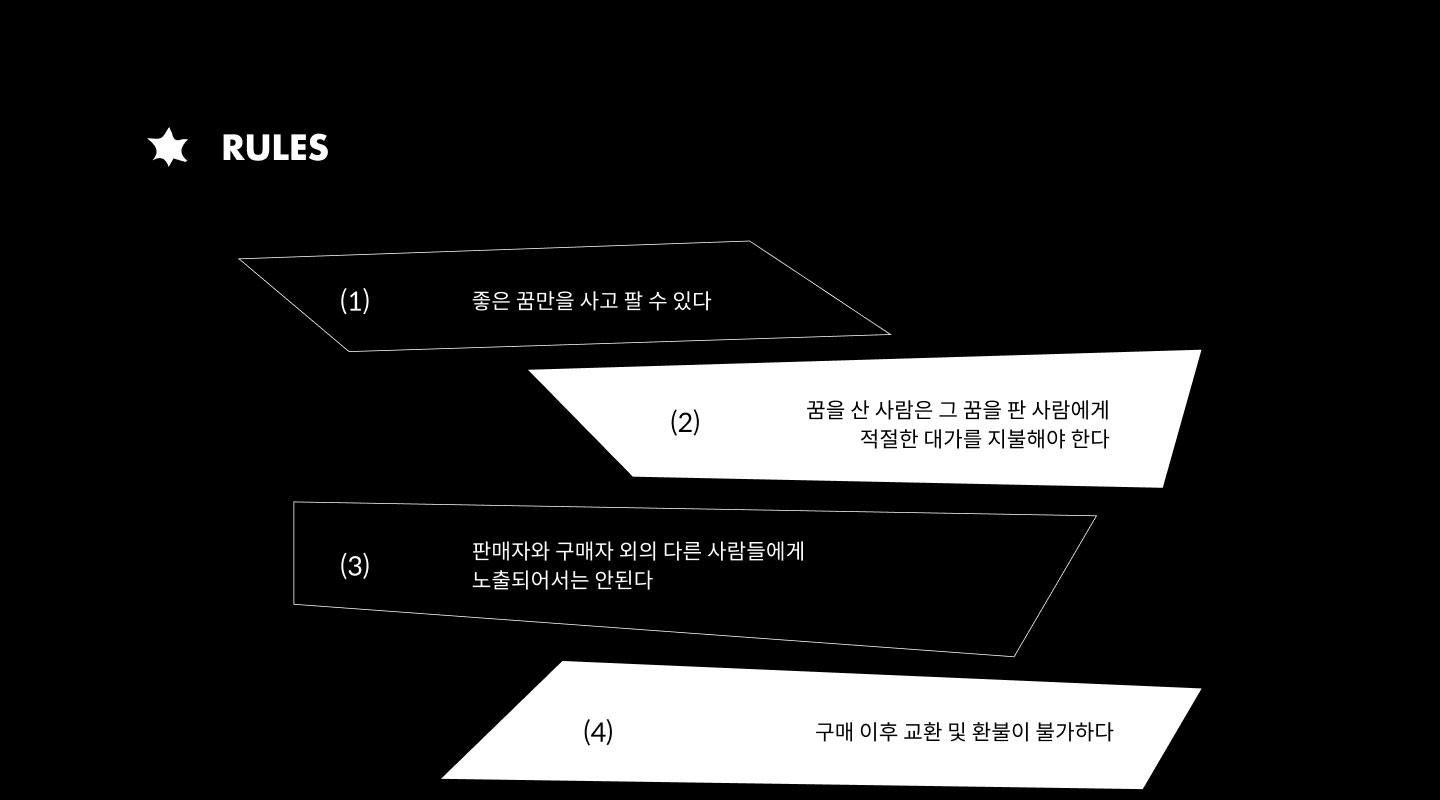 RULES
(1) 좋은 꿈만을 사고 팔 수 있다
(2) 꿈을 산 사람은 그 꿈을 판 사람에게
적절한 대가를 지불해야 한다
(3) 판매자와 구매자 외의 다른 사람들에게
노출되어서는 안된다
(4) 구매 이후 교환 및 환불이 불가하다